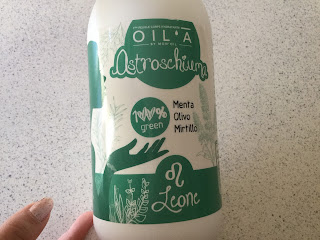 OIL'A
Astroschiuma
100%
green
Menta
Olivo
Mirtillo
♌
Leone